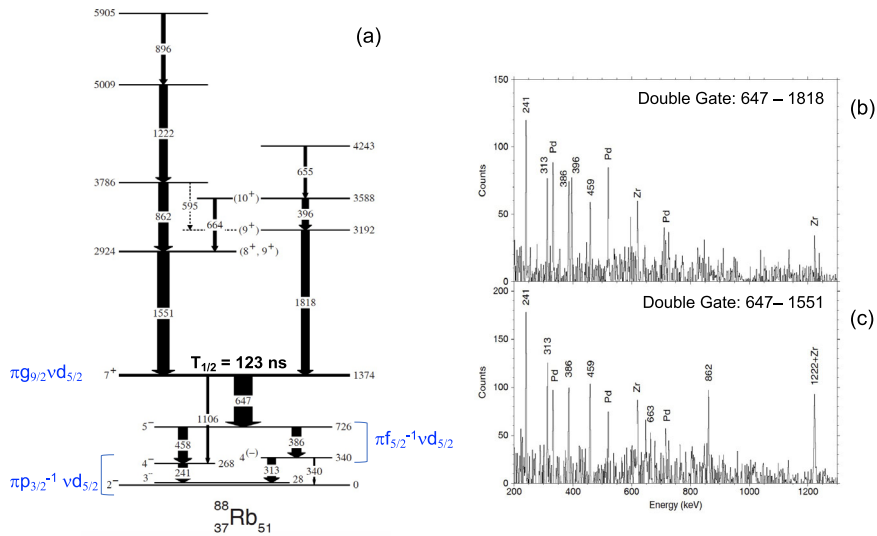 (a)
5905
896
5009
1222
4243
655
3786
(10⁺)
3588
595
396
862
664
(9⁺)
3192
2924
(8⁺, 9⁺)
1551
1818
T1/2 = 123 ns
πg9/2νd5/2
7⁺
1374
1106
647
5⁻
726
458
386
πf5/2⁻¹νd5/2
4⁻
268
4⁽⁻⁾
340
241
313
340
πp3/2⁻¹ νd5/2
3⁻
28
2⁻
0
⁸⁸₃₇Rb₅₁
(b)
Double Gate: 647 – 1818
150
100
50
0
Counts
241
313
Pd
386
396
459
Pd
Zr
Pd
Zr
(c)
Double Gate: 647– 1551
200
150
100
50
0
Counts
241
313
Pd
386
459
Pd
Zr
663
Pd
862
1222+Zr
200 400 600 800 1000 1200
Energy (keV)